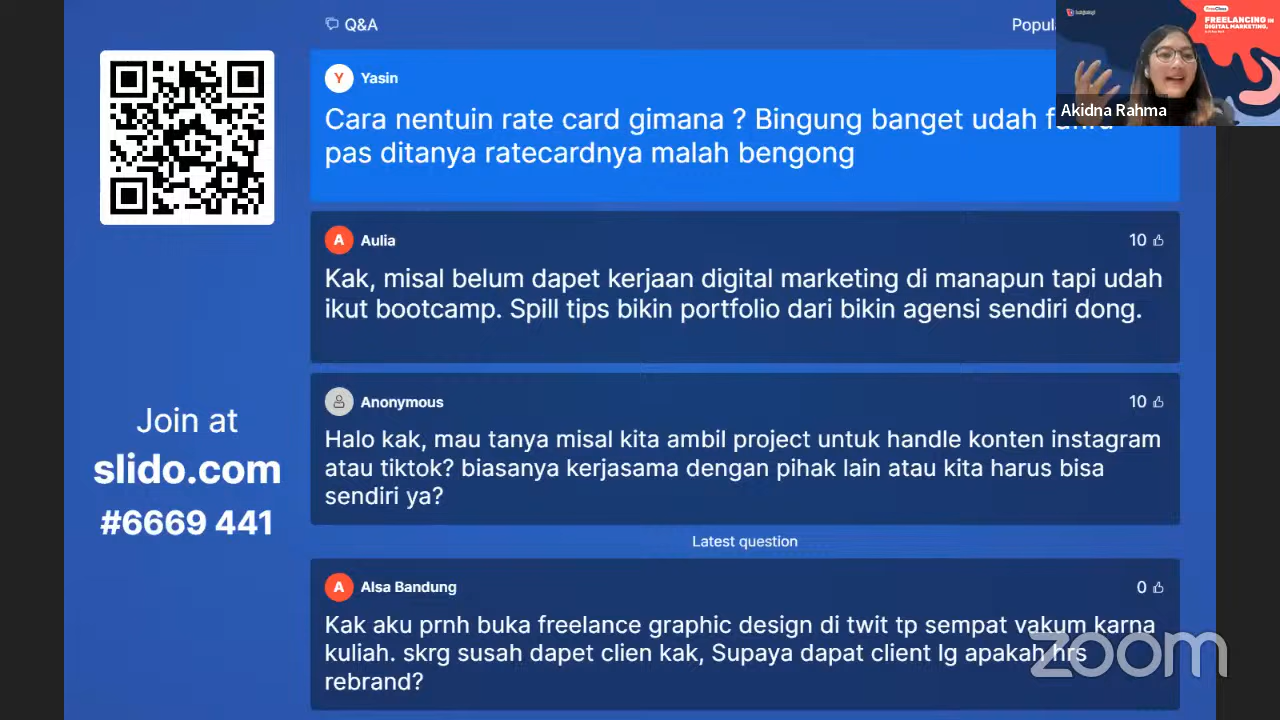 Q&A
Popul
FREELANCING IN
DIGITAL MARKETING.
Akidna Rahma
Y Yasin
Cara nentuin rate card gimana ? Bingung banget udah
pas ditanya ratecardnya malah bengong
A Aulia
10
Kak, misal belum dapet kerjaan digital marketing di manapun tapi udah
ikut bootcamp. Spill tips bikin portfolio dari bikin agensi sendiri dong.
Anonymous
10
Halo kak, mau tanya misal kita ambil project untuk handle konten instagram
atau tiktok? biasanya kerjasama dengan pihak lain atau kita harus bisa
sendiri ya?
Join at
slido.com
#6669 441
Latest question
A Alsa Bandung
0
Kak aku prnh buka freelance graphic design di twit tp sempat vakum karna
kuliah. skrg susah dapet clien kak, Supaya dapat client lg apakah hrs
rebrand?
zoom